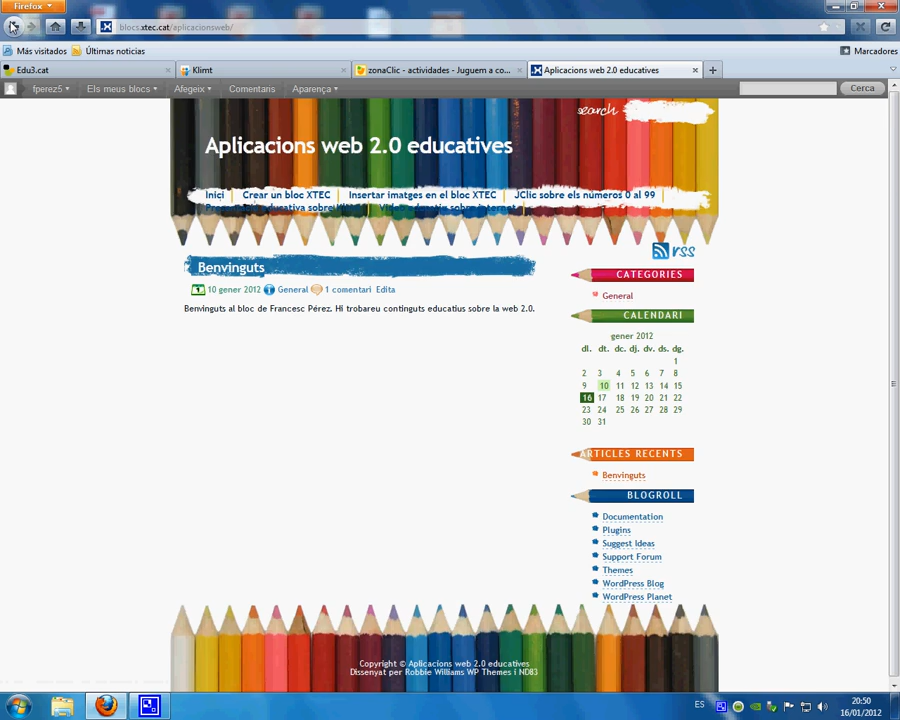 Firefox
blocs.xtec.cat/aplicacionsweb/
Más visitados Últimas noticias Marcadores
Edu3.cat Klimt zonaClic - actividades - Juguem a co... Aplicacions web 2.0 educatives
fperez5 Els meus blocs Afegeix Comentaris Aparença Cerca
search
Aplicacions web 2.0 educatives
Inici Crear un bloc XTEC Insertar imatges en el bloc XTEC JClic sobre els números 0 al 99
rss
Benvinguts
10 gener 2012 General 1 comentari Edita
Benvinguts al bloc de Francesc Pérez. Hi trobareu continguts educatius sobre la web 2.0.
CATEGORIES
General
CALENDARI
gener 2012
dl. dt. dc. dj. dv. ds. dg.
1
2 3 4 5 6 7 8
9 10 11 12 13 14 15
16 17 18 19 20 21 22
23 24 25 26 27 28 29
30 31
ARTICLES RECENTS
Benvinguts
BLOGROLL
Documentation
Plugins
Suggest Ideas
Support Forum
Themes
WordPress Blog
WordPress Planet
Copyright © Aplicacions web 2.0 educatives
Dissenyat per Robbie Williams WP Themes i ND83
ES
20:50
16/01/2012